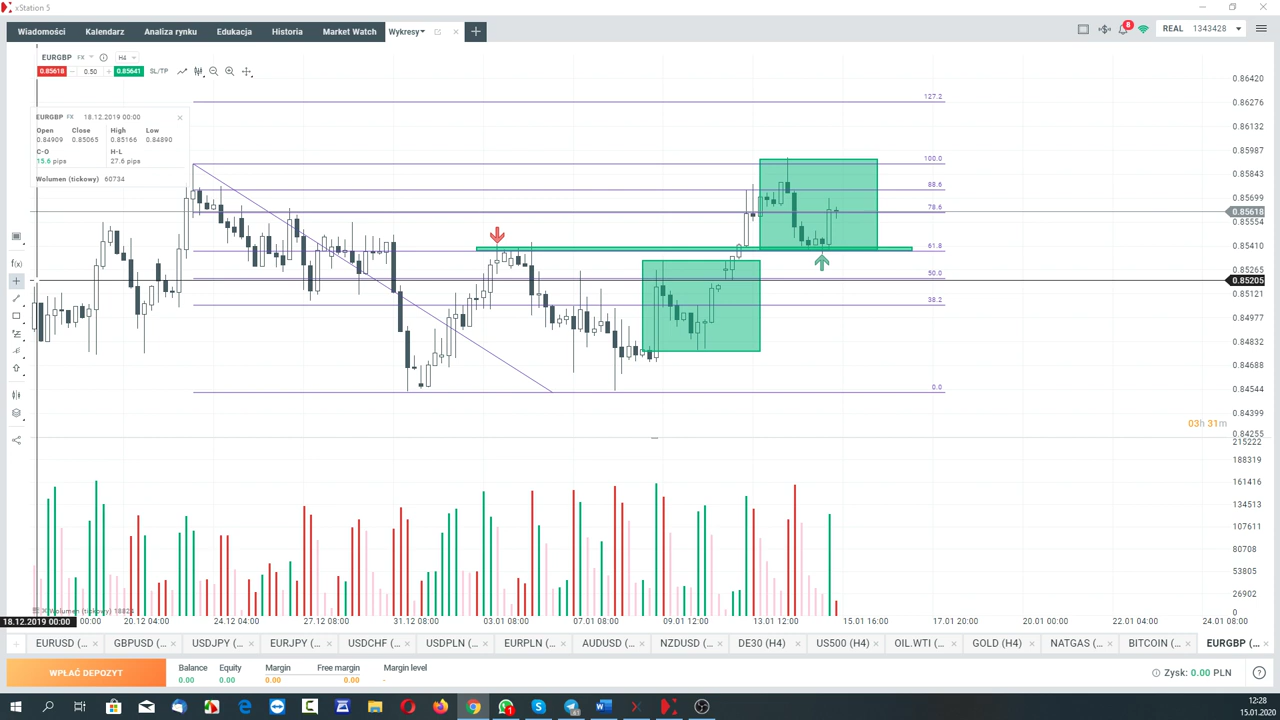 xStation 5
Wiadomości Kalendarz Analiza rynku Edukacja Historia Market Watch Wykresy
8 REAL 1343428
EURGBP FX H4
0.85618 0.50 0.85641 SL/TP
EURGBP FX 18.12.2019 00:00
Open Close High Low
0.84909 0.85065 0.85166 0.84890
C-O H-L
15.6 pips 27.6 pips
Wolumen (tickowy) 60734
127.2
100.0
88.6
78.6
61.8
50.0
38.2
0.0
0.86420
0.86276
0.86132
0.85987
0.85843
0.85699
0.85618
0.85554
0.85410
0.85265
0.85205
0.85121
0.84977
0.84832
0.84688
0.84544
0.84399
03h 31m
0.84255
215222
188319
161416
134513
107611
80708
53805
26902
0
f(x)
Wolumen (tickowy) 1882
18.12.2019 00:00 00:00 20.12 04:00 24.12 04:00 27.12 08:00 31.12 08:00 03.01 08:00 07.01 08:00 09.01 12:00 13.01 12:00 15.01 16:00 17.01 20:00 20.01 00:00 22.01 04:00 24.01 08:00
EURUSD (... GBPUSD (... USDJPY (... EURJPY (... USDCHF (... USDPLN (... EURPLN (... AUDUSD (... NZDUSD (... DE30 (H4) US500 (H4) OIL.WTI (... GOLD (H4) NATGAS (... BITCOIN (... EURGBP (...
WPŁAĆ DEPOZYT
Balance Equity Margin Free margin Margin level
0.00 0.00 0.00 0.00 -
Zysk: 0.00 PLN
12:28
15.01.2020